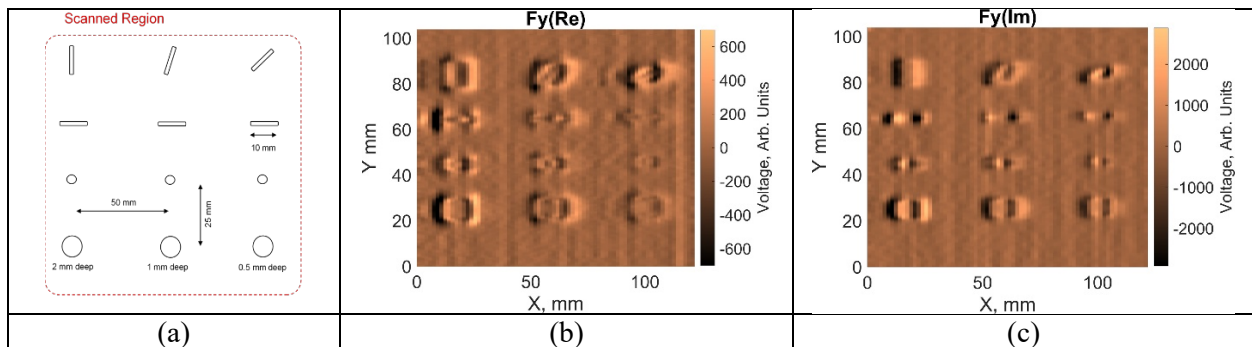 Scanned Region
10 mm
50 mm
25 mm
2 mm deep
1 mm deep
0.5 mm deep
(a)
Fy(Re)
100
80
60
40
20
0
Y mm
0
50
100
X, mm
600
400
200
0
-200
-400
-600
Voltage, Arb. Units
(b)
Fy(Im)
100
80
60
40
20
0
Y mm
0
50
100
X, mm
2000
1000
0
-1000
-2000
Voltage, Arb. Units
(c)